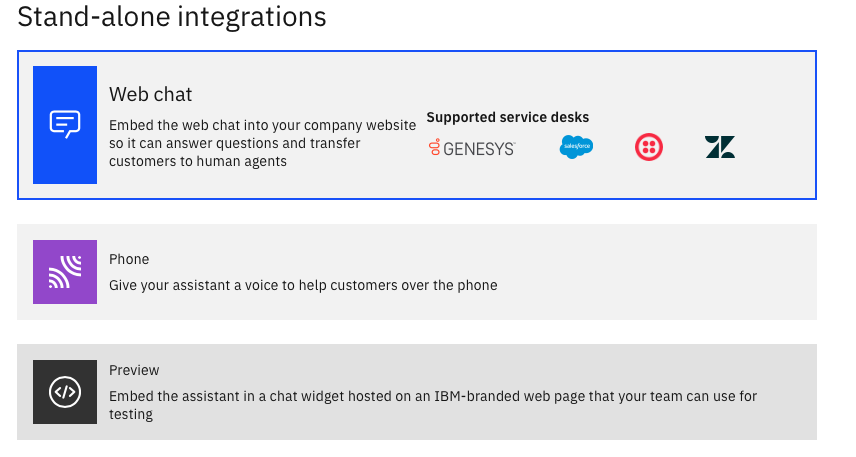 Stand-alone integrations
Web chat
Embed the web chat into your company website
so it can answer questions and transfer
customers to human agents
Supported service desks
GENESYS
salesforce
Phone
Give your assistant a voice to help customers over the phone
Preview
Embed the assistant in a chat widget hosted on an IBM-branded web page that your team can use for
testing